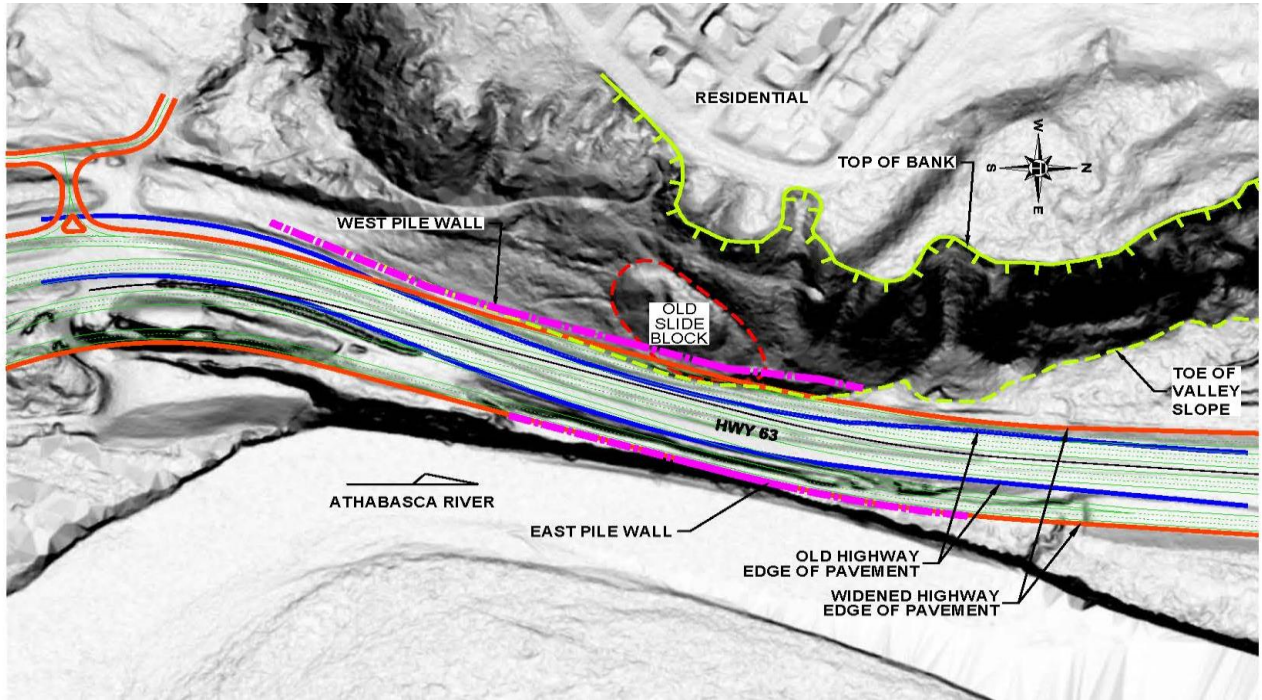 RESIDENTIAL
TOP OF BANK
W
S
N
E
WEST PILE WALL
OLD
SLIDE
BLOCK
TOE OF
VALLEY
SLOPE
HWY 63
ATHABASCA RIVER
EAST PILE WALL
OLD HIGHWAY
EDGE OF PAVEMENT
WIDENED HIGHWAY
EDGE OF PAVEMENT